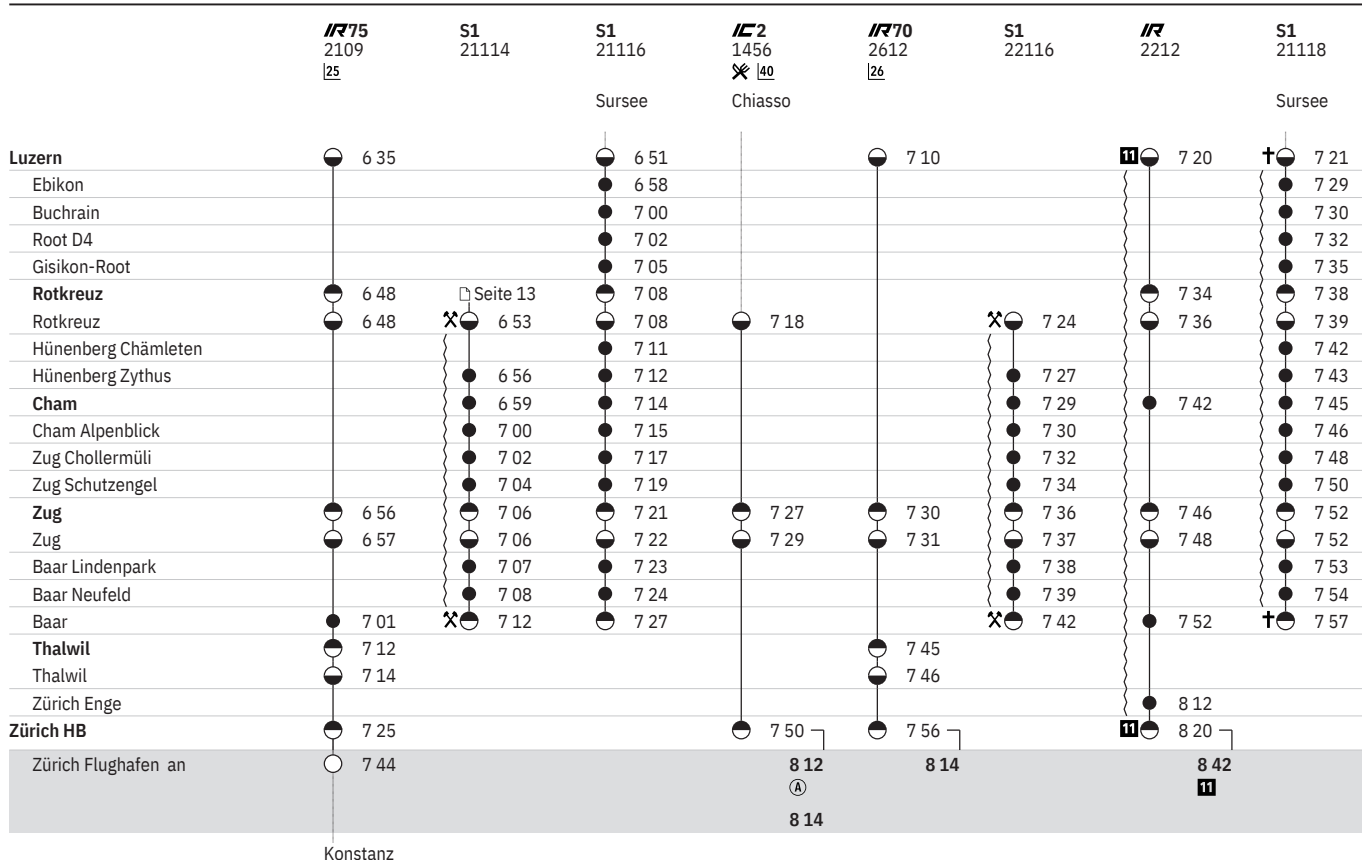 IR75 S1 S1 IC2 IR70 S1 IR S1
2109 21114 21116 1456 2612 22116 2212 21118
25 40 26
Sursee Chiasso Sursee
Luzern 6 35 6 51 7 10 11 7 20 † 7 21
Ebikon 6 58 7 29
Buchrain 7 00 7 30
Root D4 7 02 7 32
Gisikon-Root 7 05 7 35
Rotkreuz 6 48 Seite 13 7 08 7 34 7 38
Rotkreuz 6 48 6 53 7 08 7 18 7 24 7 36 7 39
Hünenberg Chämleten 7 11 7 42
Hünenberg Zythus 6 56 7 12 7 27 7 43
Cham 6 59 7 14 7 29 7 42 7 45
Cham Alpenblick 7 00 7 15 7 30 7 46
Zug Chollermüli 7 02 7 17 7 32 7 48
Zug Schutzengel 7 04 7 19 7 34 7 50
Zug 6 56 7 06 7 21 7 27 7 30 7 36 7 46 7 52
Zug 6 57 7 06 7 22 7 29 7 31 7 37 7 48 7 52
Baar Lindenpark 7 07 7 23 7 38 7 53
Baar Neufeld 7 08 7 24 7 39 7 54
Baar 7 01 7 12 7 27 7 42 7 52 † 7 57
Thalwil 7 12 7 45
Thalwil 7 14 7 46
Zürich Enge 8 12
Zürich HB 7 25 7 50 7 56 11 8 20
Zürich Flughafen an 7 44 8 12 8 14 8 42
A 11
8 14
Konstanz